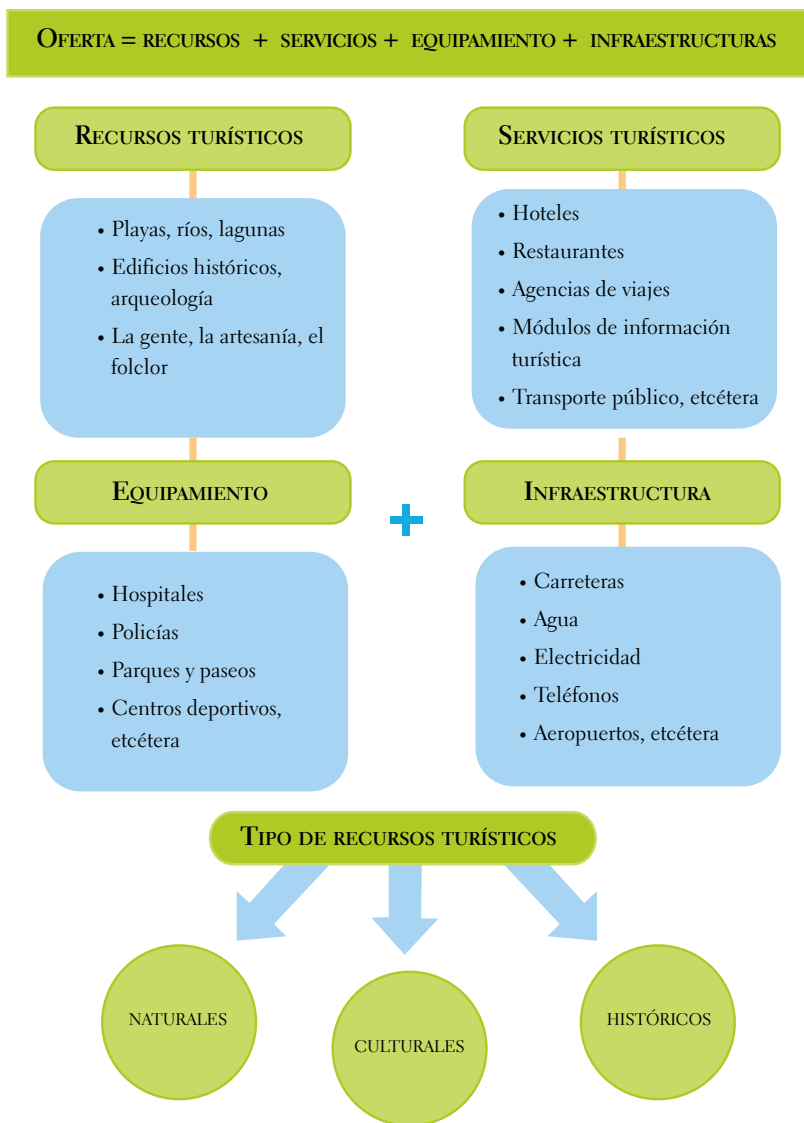 OFERTA = RECURSOS + SERVICIOS + EQUIPAMIENTO + INFRAESTRUCTURAS
RECURSOS TURÍSTICOS
• Playas, ríos, lagunas
• Edificios históricos,
arqueología
• La gente, la artesanía, el
folclor
SERVICIOS TURÍSTICOS
• Hoteles
• Restaurantes
• Agencias de viajes
• Módulos de información
turística
• Transporte público, etcétera
EQUIPAMIENTO
• Hospitales
• Policías
• Parques y paseos
• Centros deportivos,
etcétera
+
INFRAESTRUCTURA
• Carreteras
• Agua
• Electricidad
• Teléfonos
• Aeropuertos, etcétera
TIPO DE RECURSOS TURÍSTICOS
NATURALES
CULTURALES
HISTÓRICOS